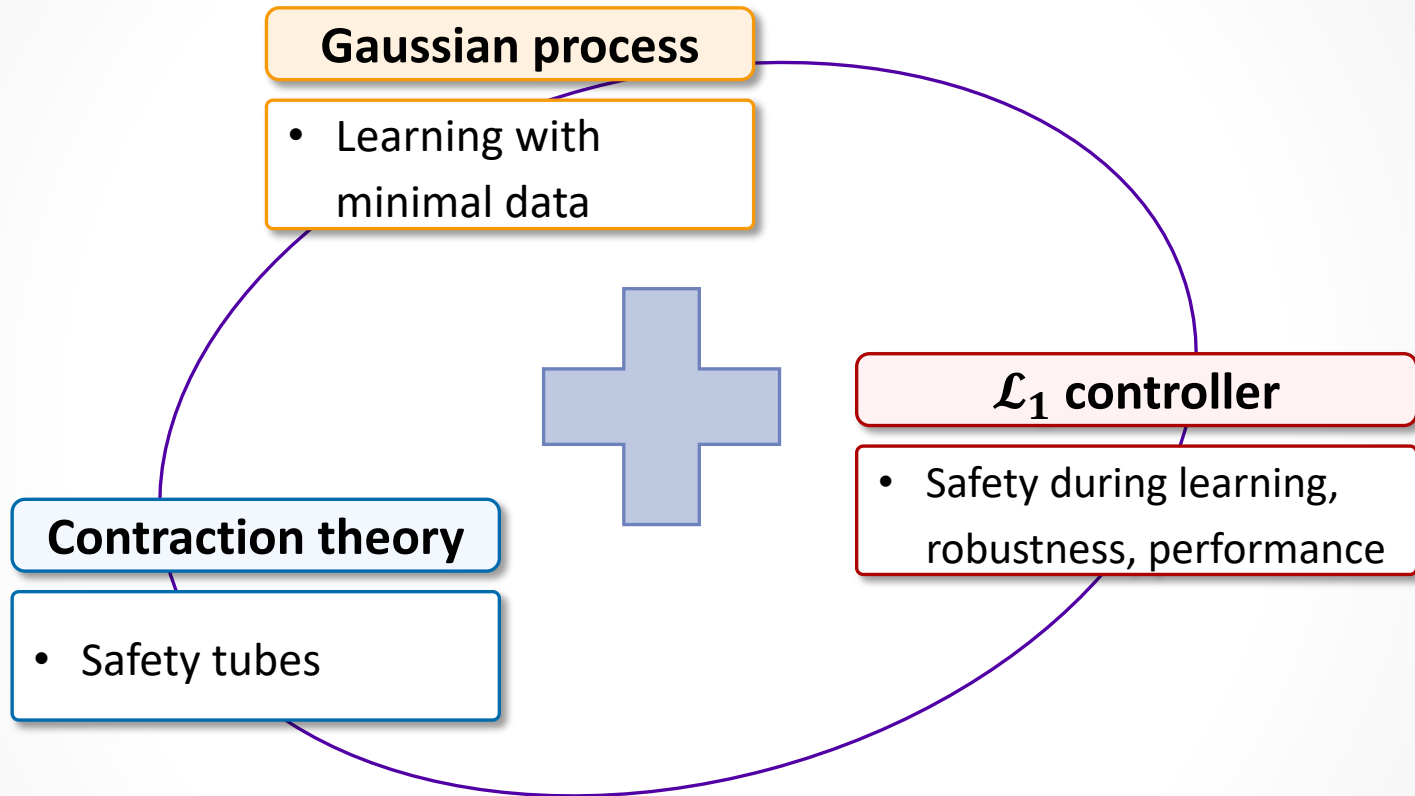 Gaussian process
• Learning with
minimal data
ℒ₁ controller
• Safety during learning,
robustness, performance
Contraction theory
• Safety tubes